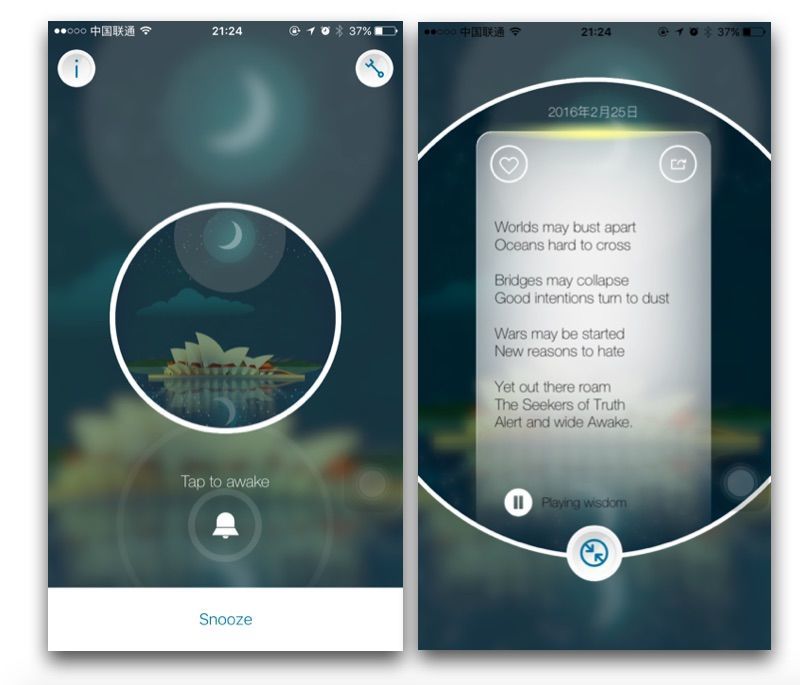 中国联通 21:24 37%
Tap to awake
Snooze
中国联通 21:24 37%
2016年2月25日
Worlds may bust apart
Oceans hard to cross
Bridges may collapse
Good intentions turn to dust
Wars may be started
New reasons to hate
Yet out there roam
The Seekers of Truth
Alert and wide Awake.
Playing wisdom